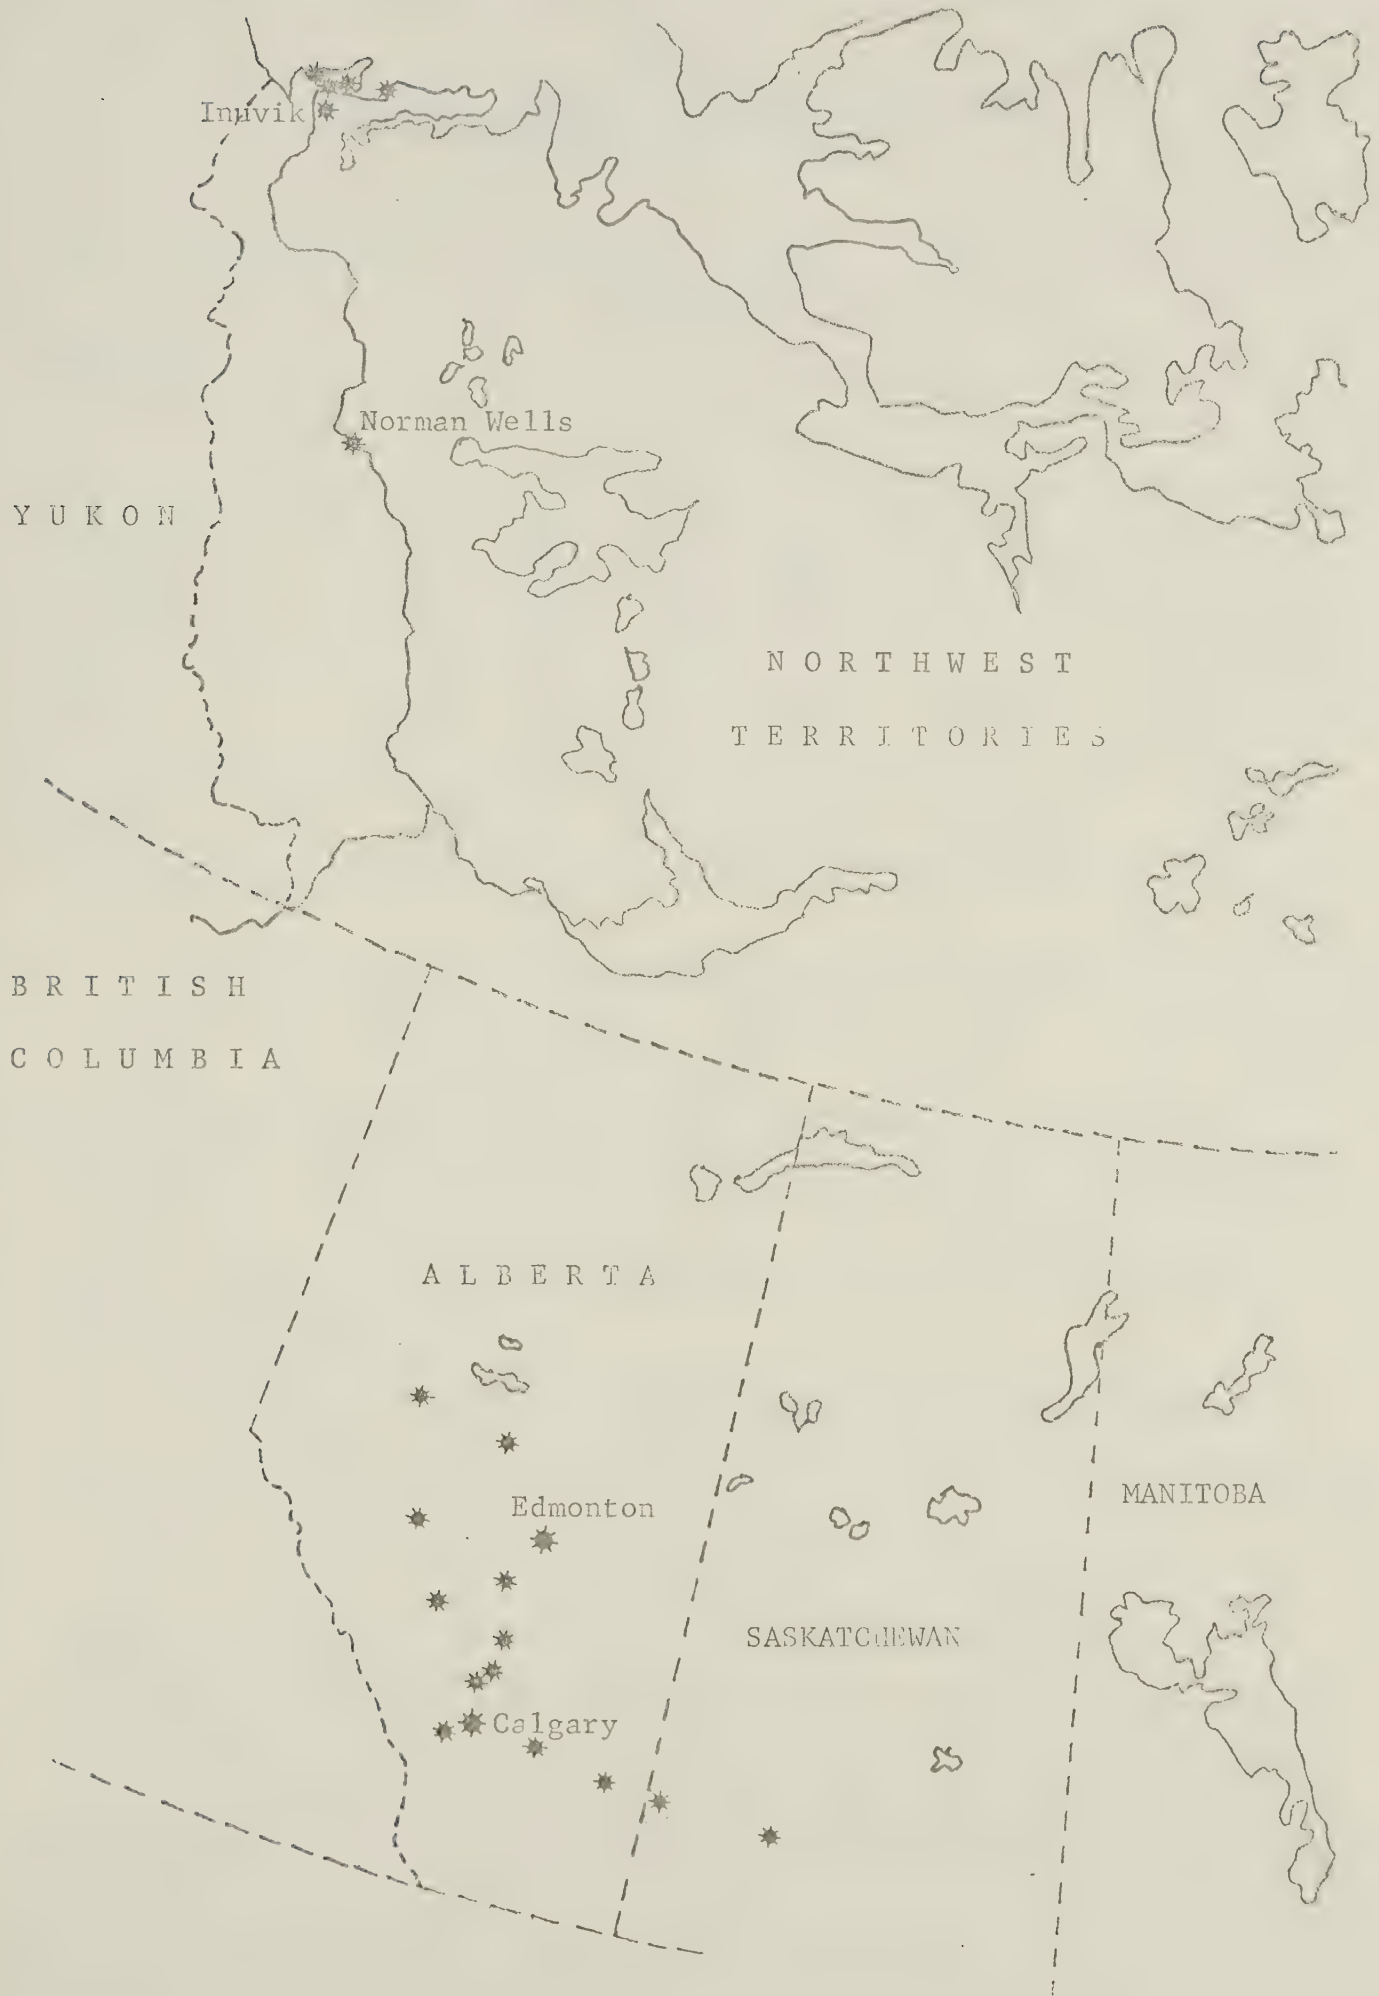 Inuvik
Norman Wells
YUKON
NORTHWEST
TERRITORIES
BRITISH
COLUMBIA
ALBERTA
Edmonton
MANITOBA
SASKATCHEWAN
Calgary